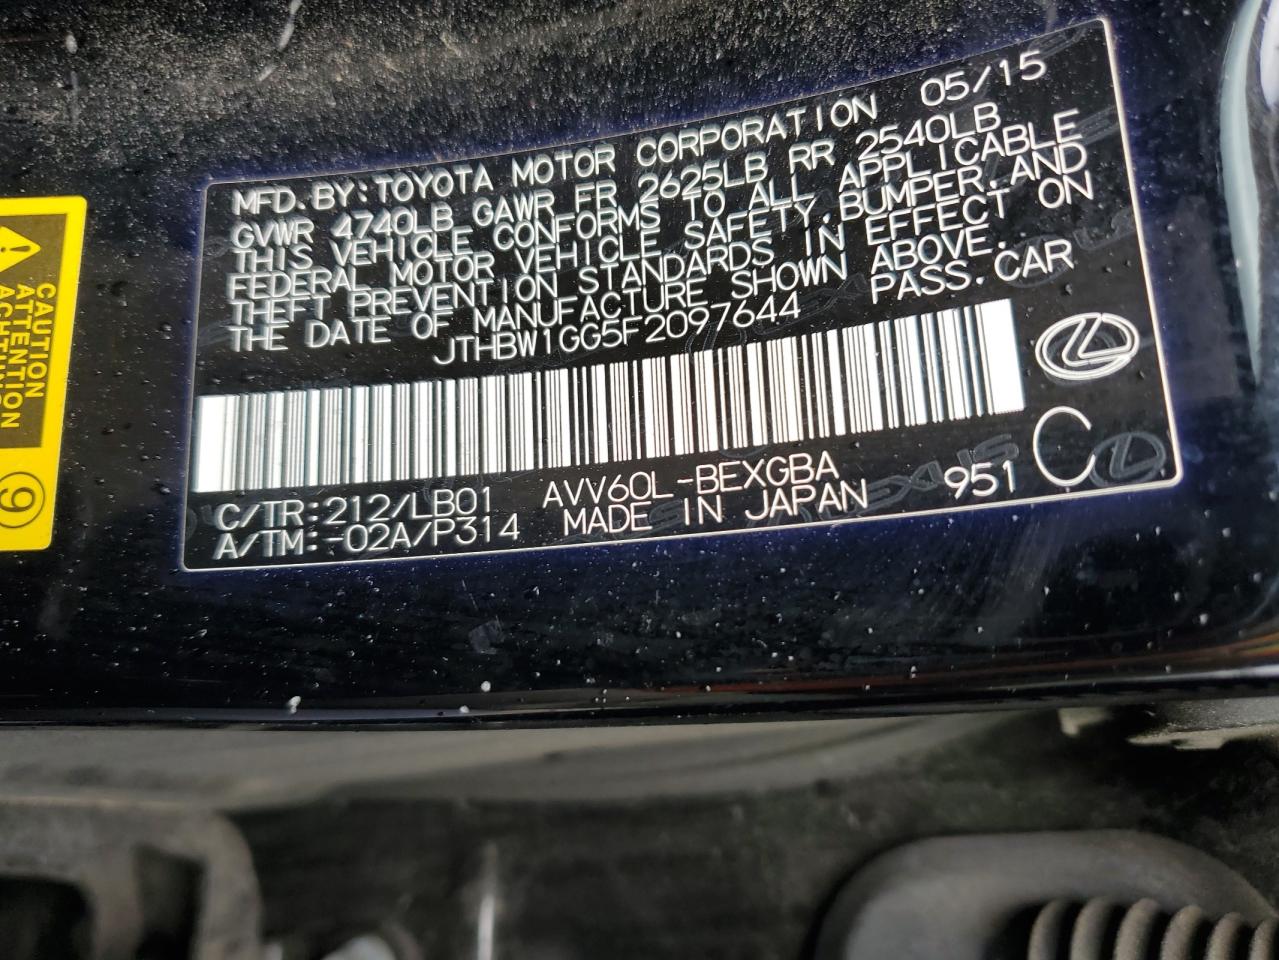 MFD. BY: TOYOTA MOTOR CORPORATION 05/15
GVWR 4740LB GAWR FR 2625LB RR 2540LB
THIS VEHICLE CONFORMS TO ALL APPLICABLE
FEDERAL MOTOR VEHICLE SAFETY, BUMPER, AND
THEFT PREVENTION STANDARDS IN EFFECT ON
THE DATE OF MANUFACTURE SHOWN ABOVE.
JTHBW1GG5F2097644 PASS. CAR
C/TR: 212/LB01 AVV60L-BEXGBA 951 C
A/TM: -02A/P314 MADE IN JAPAN
CAUTION
ATTENTION
9